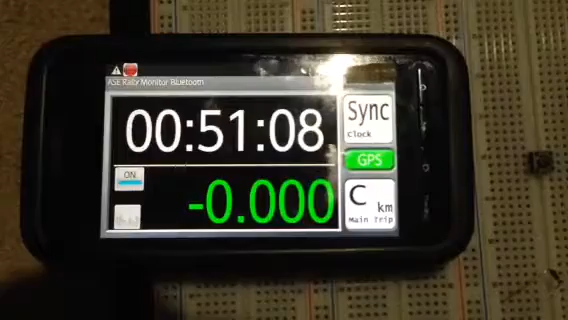 ASE Rally Monitor Bluetooth
00:51:08
Sync
clock
GPS
ON
-0.000
C
km
Main Trip